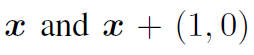 x and x + (1, 0)